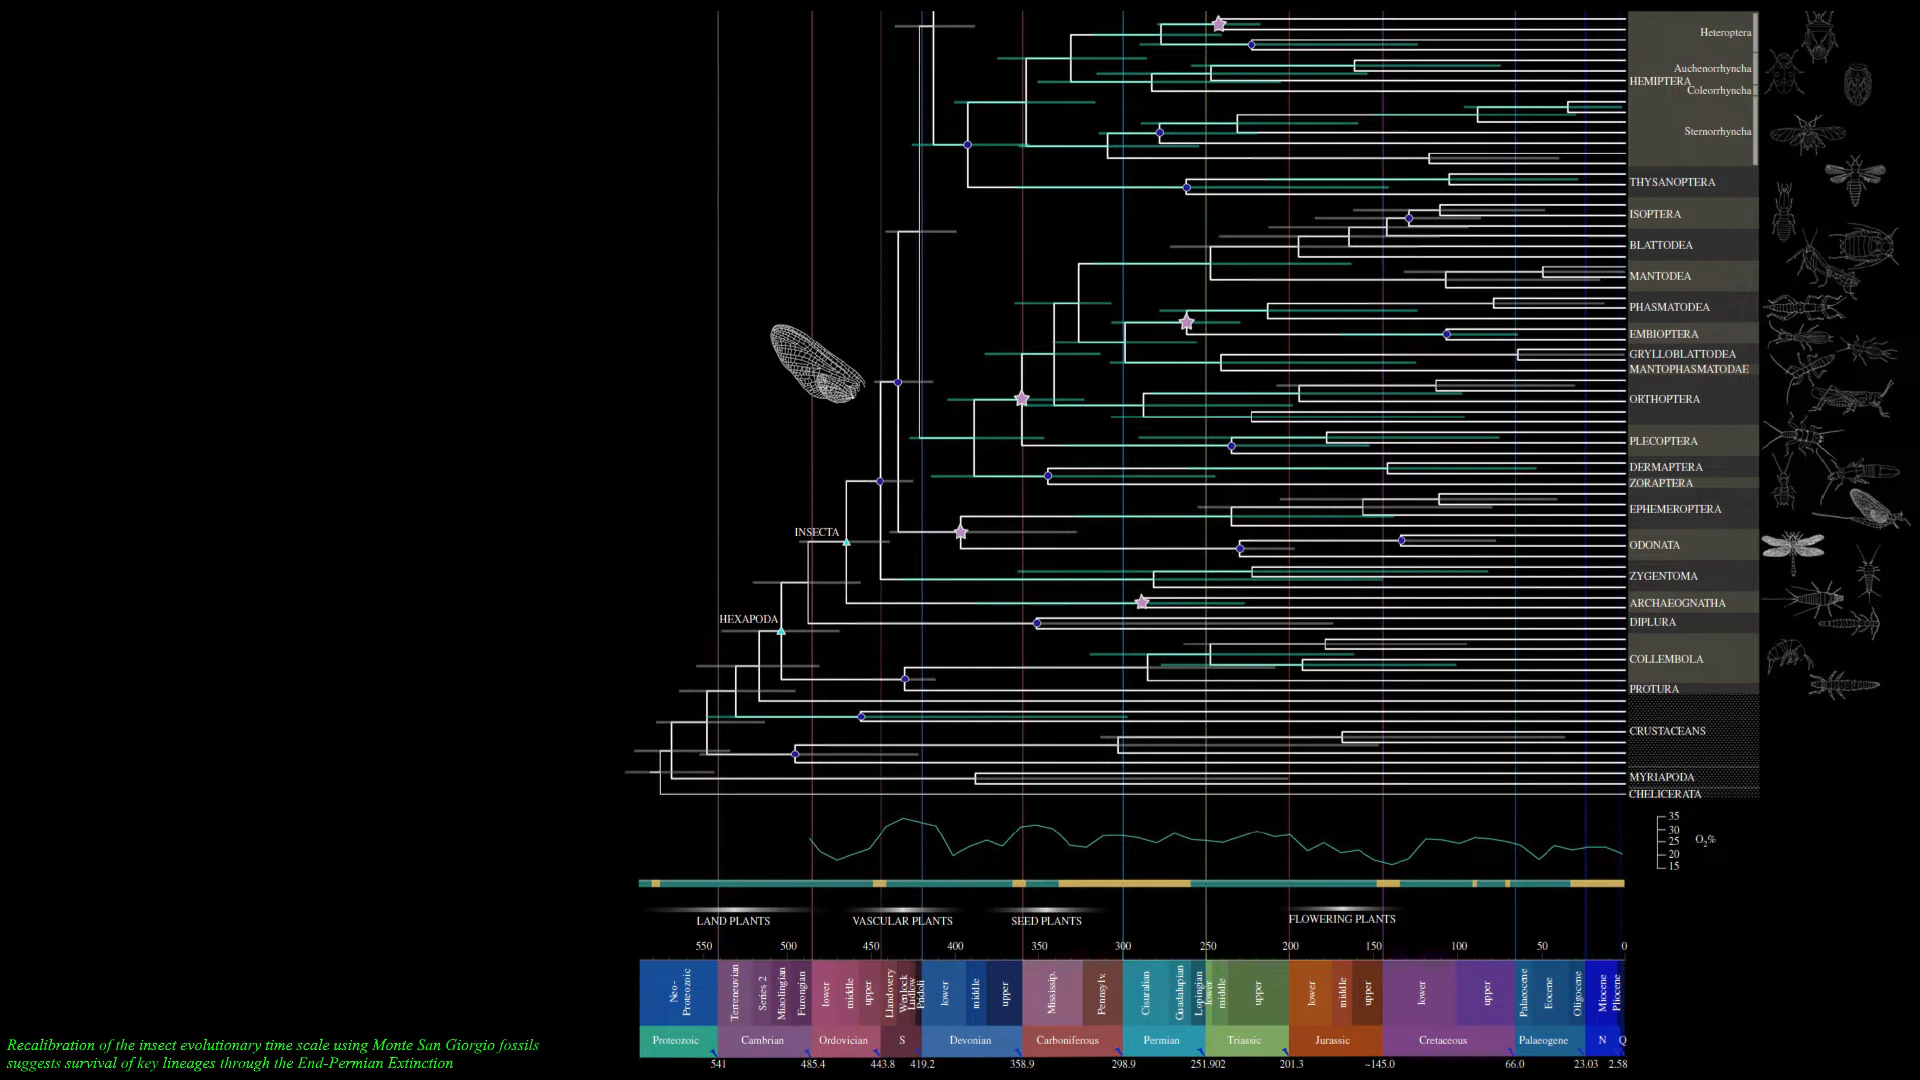 Heteroptera
Auchenorrhyncha
HEMIPTERA
Coleorrhyncha
Sternorrhyncha
THYSANOPTERA
ISOPTERA
BLATTODEA
MANTODEA
PHASMATODEA
EMBIOPTERA
GRYLLOBLATTODEA
MANTOPHASMATODAE
ORTHOPTERA
PLECOPTERA
DERMAPTERA
ZORAPTERA
EPHEMEROPTERA
INSECTA
ODONATA
ZYGENTOMA
ARCHAEOGNATHA
HEXAPODA
DIPLURA
COLLEMBOLA
PROTURA
CRUSTACEANS
MYRIAPODA
CHELICERATA
35
30
25
20
15
O2%
LAND PLANTS VASCULAR PLANTS SEED PLANTS FLOWERING PLANTS
550 500 450 400 350 300 250 200 150 100 50 0
Neo-Proterozoic Terreneuvian Series 2 Miaolingian Furongian lower middle upper Llandovery Wenlock Ludlow Pridoli lower middle upper Mississip. Pennsylv. Cisuralian Guadalupian Lopingian lower middle upper lower middle upper lower upper Palaeocene Eocene Oligocene Miocene Pliocene
Proteozoic Cambrian Ordovician S Devonian Carboniferous Permian Triassic Jurassic Cretaceous Palaeogene N Q
541 485.4 443.8 419.2 358.9 298.9 251.902 201.3 ~145.0 66.0 23.03 2.58
Recalibration of the insect evolutionary time scale using Monte San Giorgio fossils
suggests survival of key lineages through the End-Permian Extinction